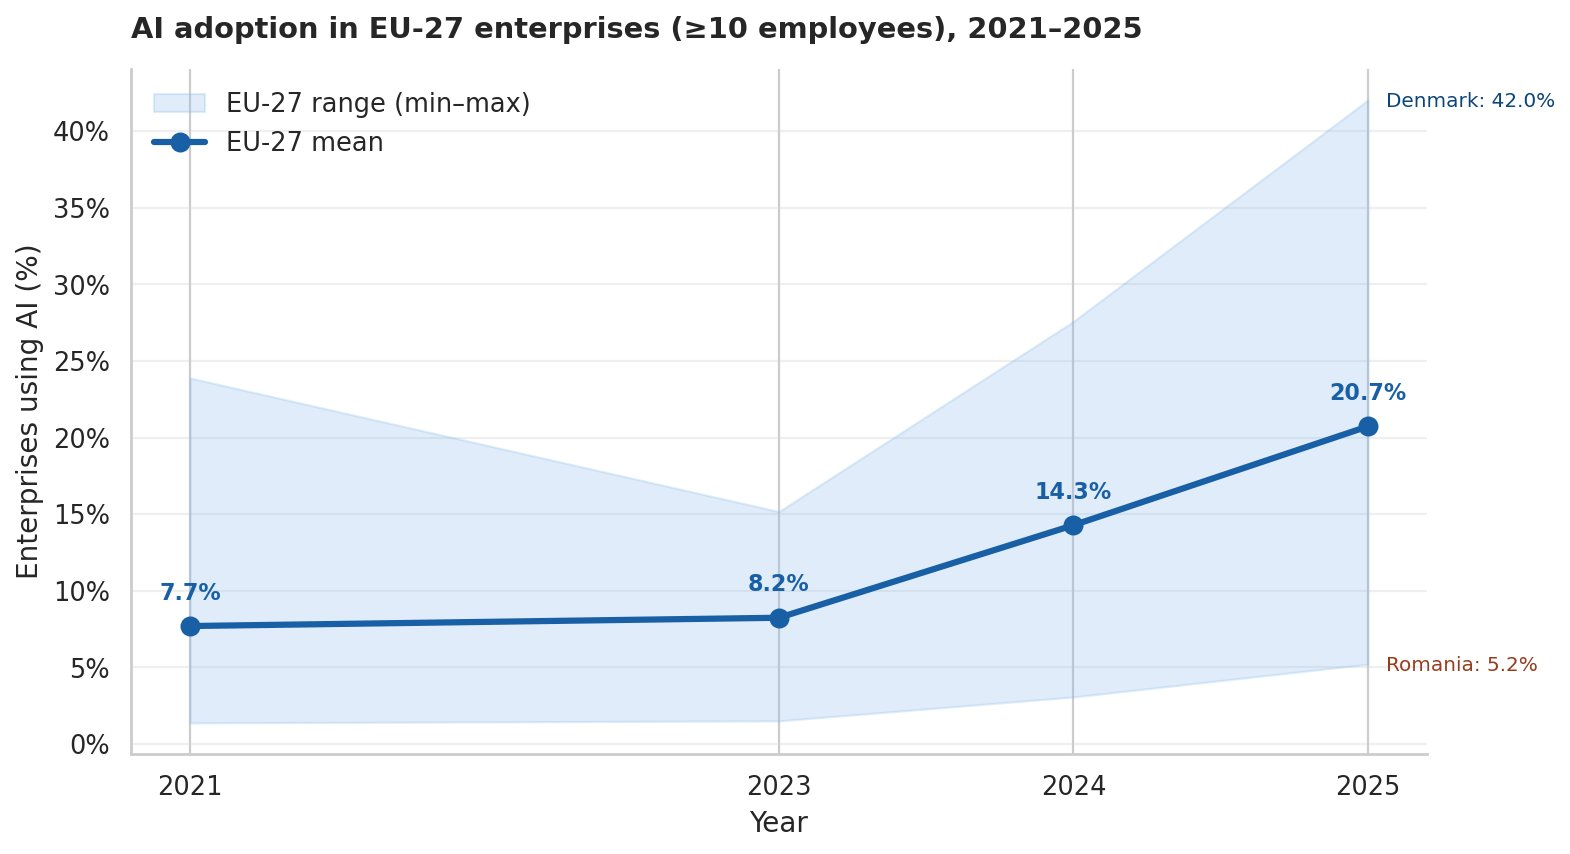 AI adoption in EU-27 enterprises (≥10 employees), 2021–2025
EU-27 range (min–max)
EU-27 mean
Enterprises using AI (%)
40%
35%
30%
25%
20%
15%
10%
5%
0%
7.7%
8.2%
14.3%
20.7%
Denmark: 42.0%
Romania: 5.2%
2021
2023
2024
2025
Year